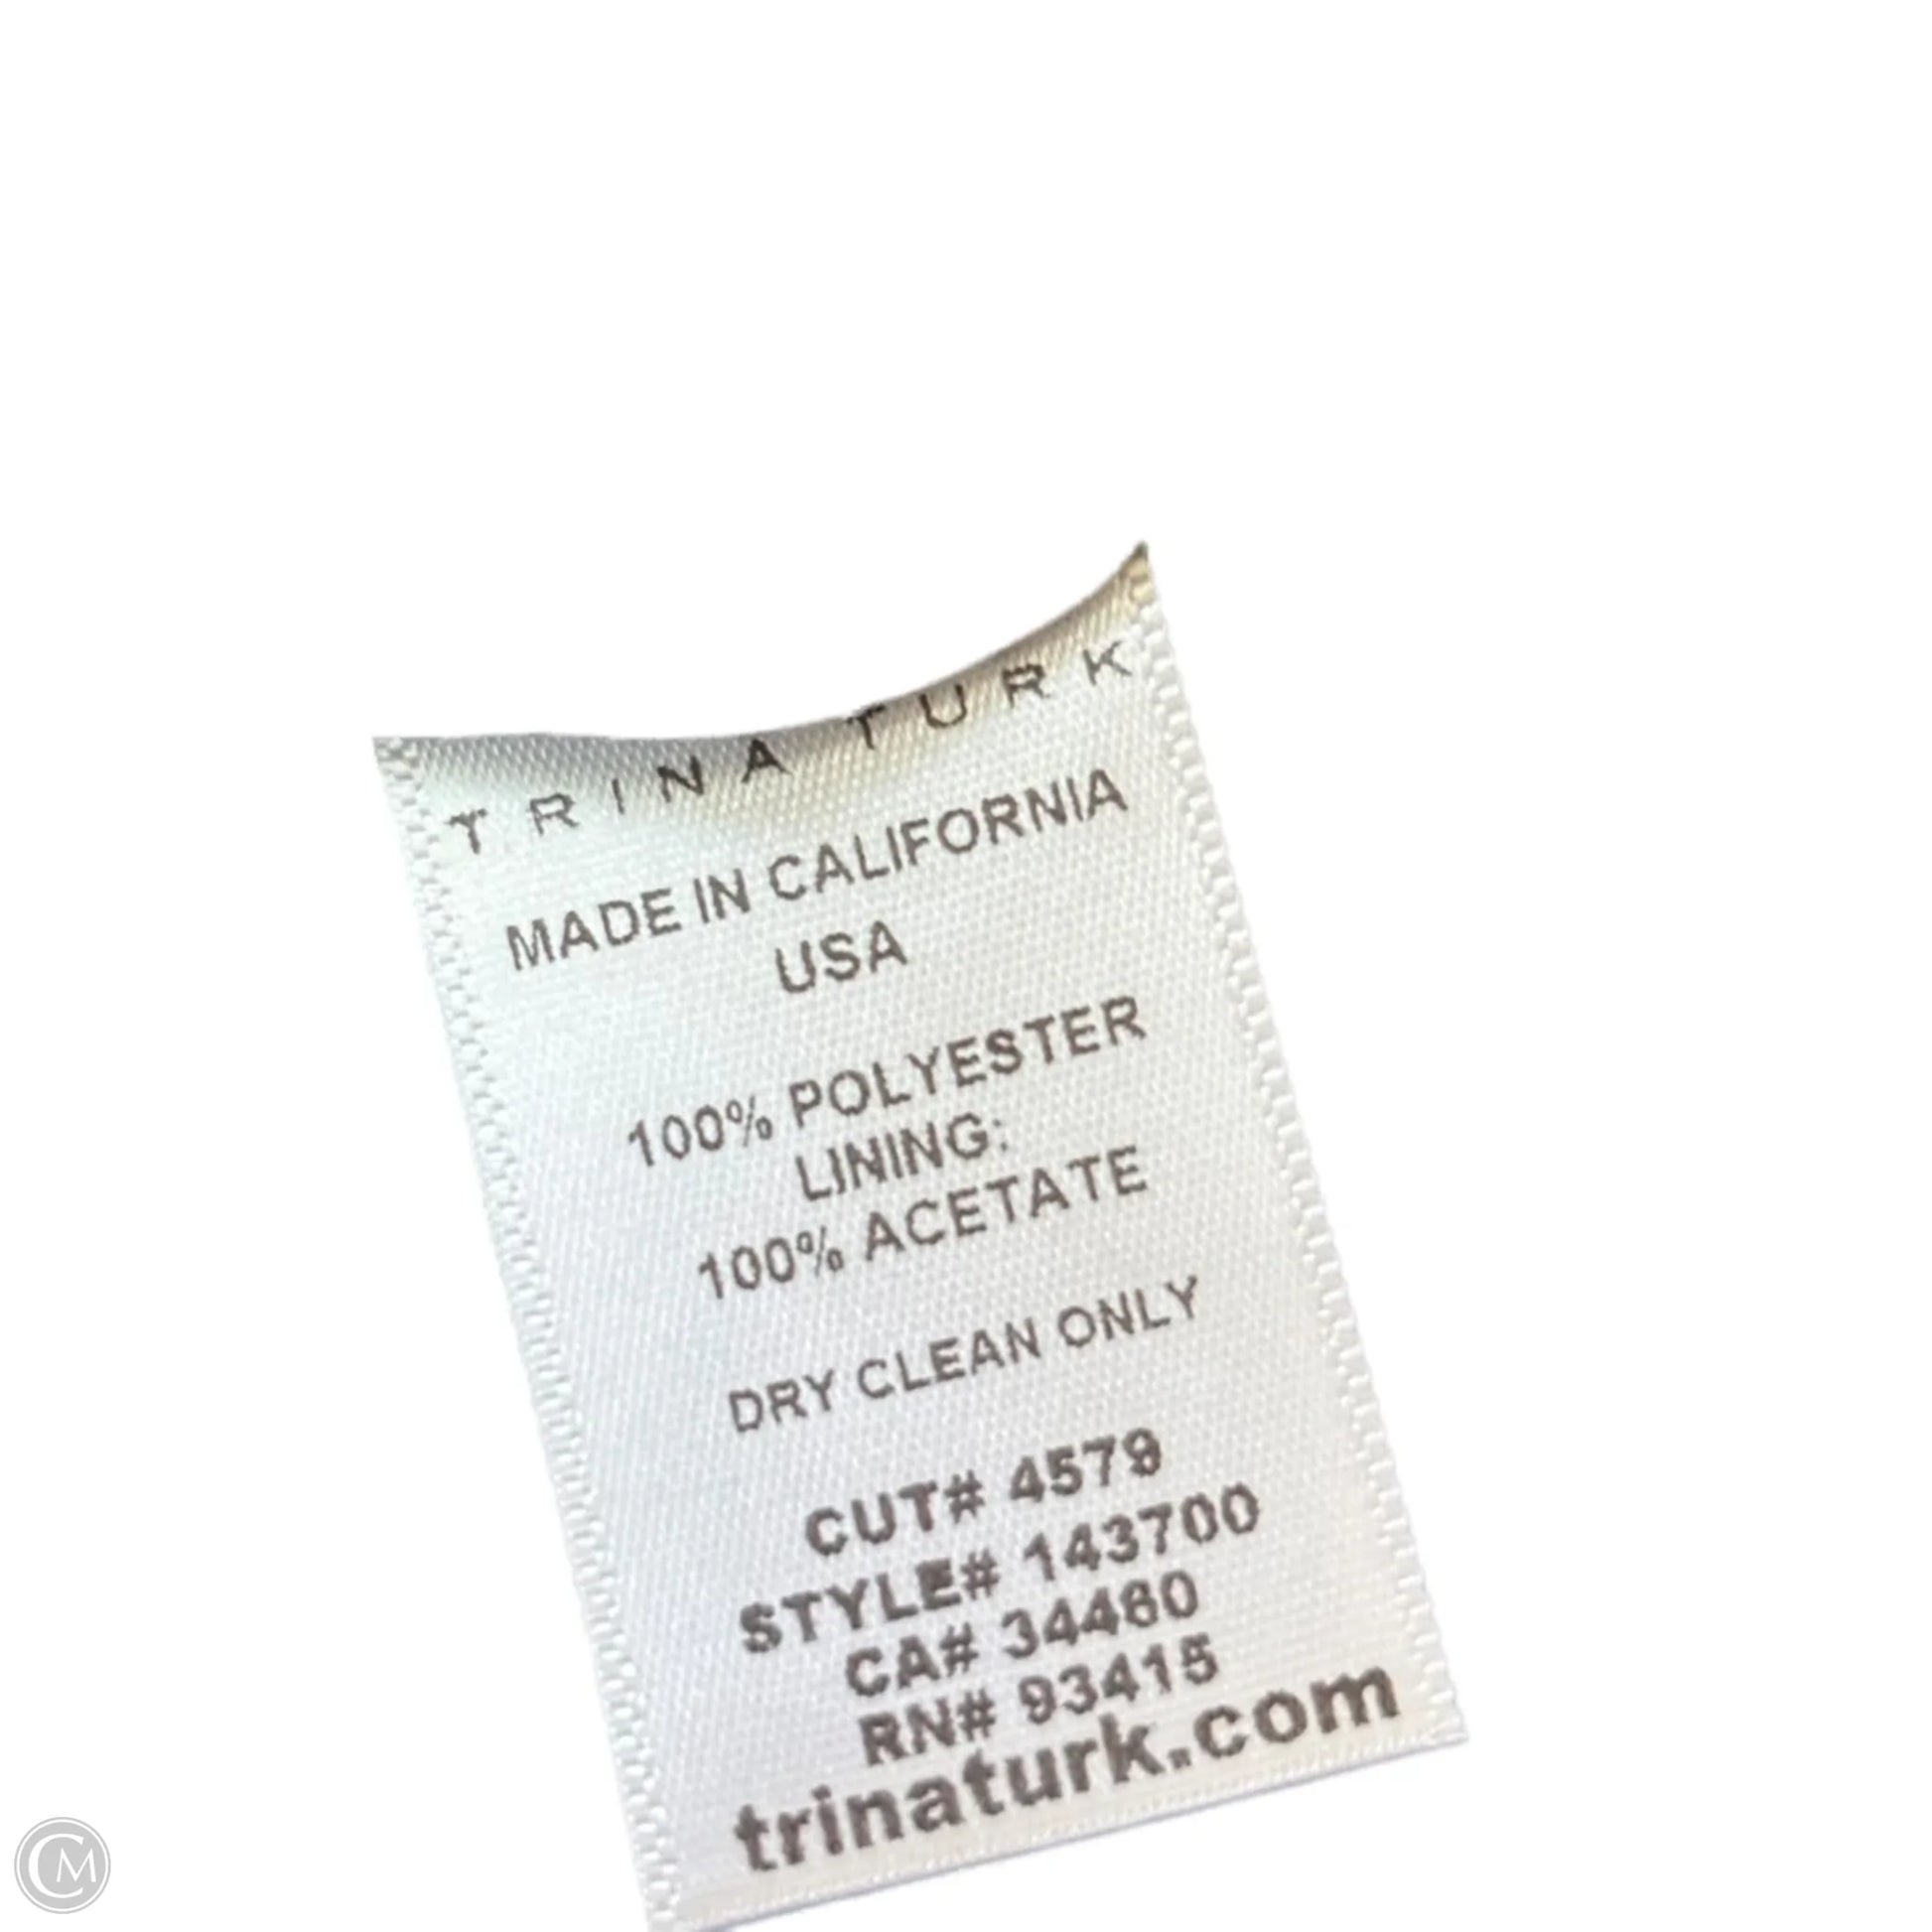 TRINA TURK
MADE IN CALIFORNIA
USA
100% POLYESTER
LINING:
100% ACETATE
DRY CLEAN ONLY
CUT# 4579
STYLE# 143700
CA# 34460
RN# 93415
trinaturk.com
CM